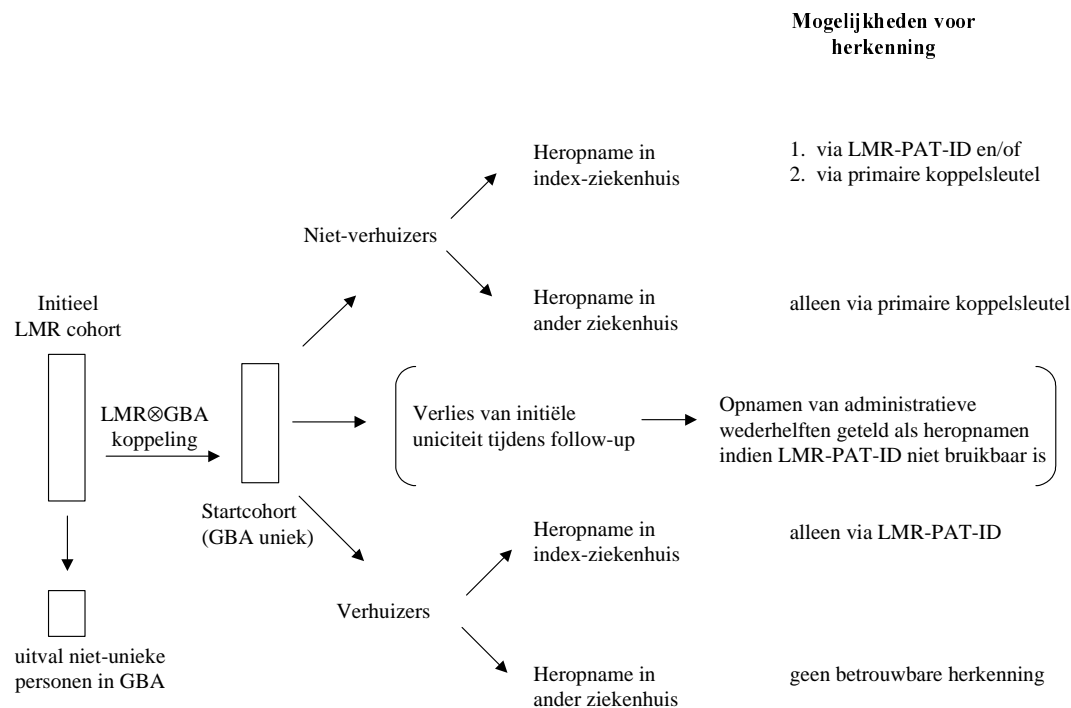 Mogelijkheden voor
herkenning
Heropname in
index-ziekenhuis
1. via LMR-PAT-ID en/of
2. via primaire koppelsleutel
Niet-verhuizers
Heropname in
ander ziekenhuis
alleen via primaire koppelsleutel
Initieel
LMR cohort
LMR⊗GBA
koppeling
Verlies van initiële
uniciteit tijdens follow-up
Opnamen van administratieve
wederhelften geteld als heropnamen
indien LMR-PAT-ID niet bruikbaar is
Startcohort
(GBA uniek)
Heropname in
index-ziekenhuis
alleen via LMR-PAT-ID
Verhuizers
uitval niet-unieke
personen in GBA
Heropname in
ander ziekenhuis
geen betrouwbare herkenning